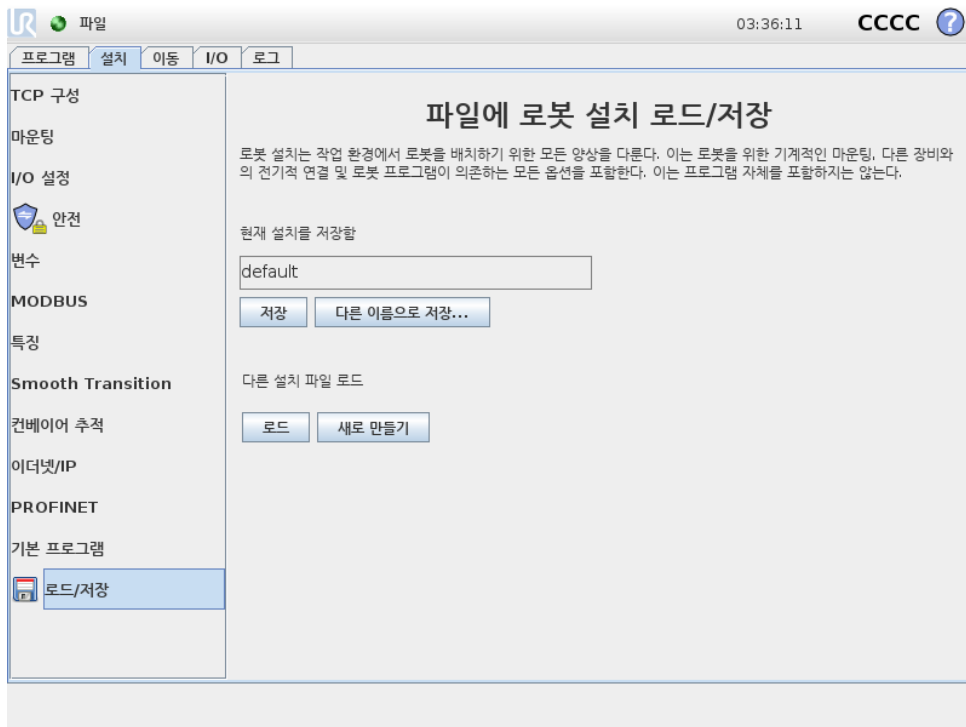 UR 파일 03:36:11 CCCC ?
프로그램 설치 이동 I/O 로그
TCP 구성
마운팅
I/O 설정
안전
변수
MODBUS
특징
Smooth Transition
컨베이어 추적
이더넷/IP
PROFINET
기본 프로그램
로드/저장
파일에 로봇 설치 로드/저장
로봇 설치는 작업 환경에서 로봇을 배치하기 위한 모든 양상을 다룬다. 이는 로봇을 위한 기계적인 마운팅, 다른 장비와
의 전기적 연결 및 로봇 프로그램이 의존하는 모든 옵션을 포함한다. 이는 프로그램 자체를 포함하지는 않는다.
현재 설치를 저장함
default
저장 다른 이름으로 저장...
다른 설치 파일 로드
로드 새로 만들기